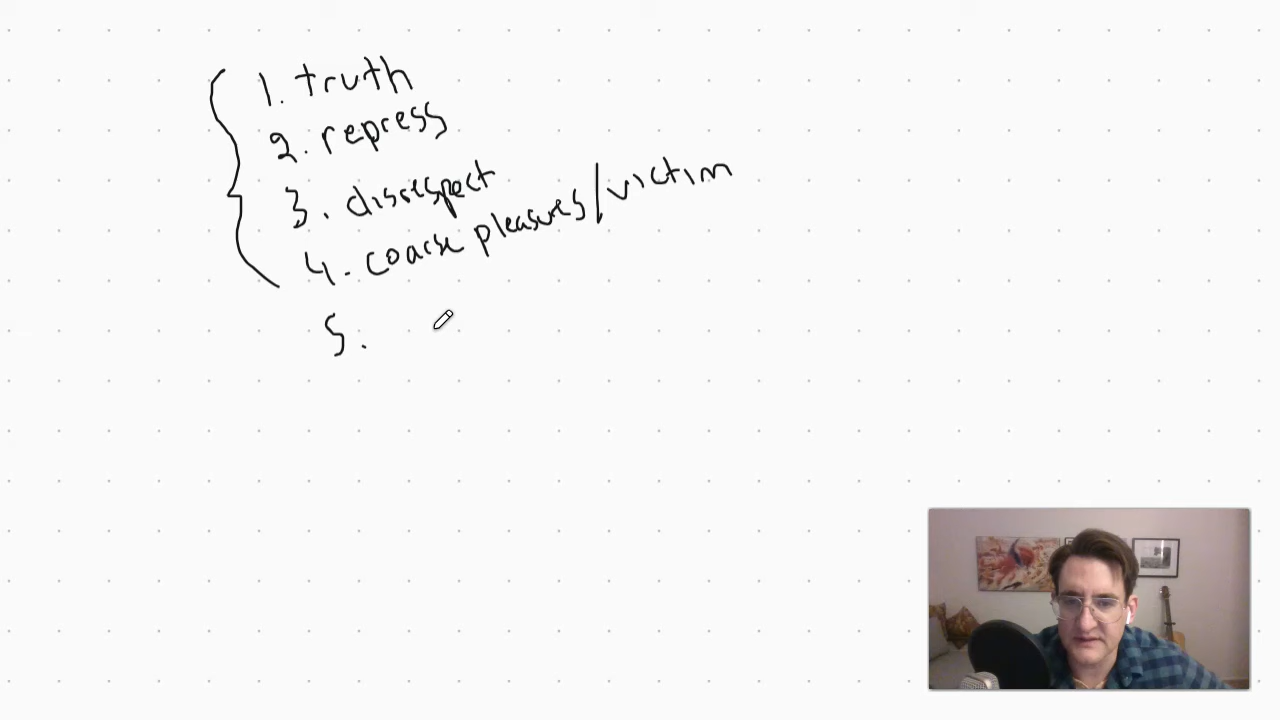 1. truth
2. repress
3. disrespect
4. coarse pleasures/victim
5.